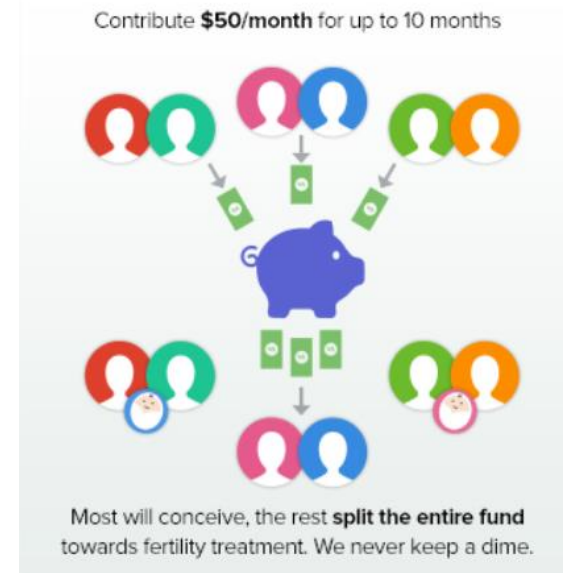 Contribute $50/month for up to 10 months
Most will conceive, the rest split the entire fund
towards fertility treatment. We never keep a dime.